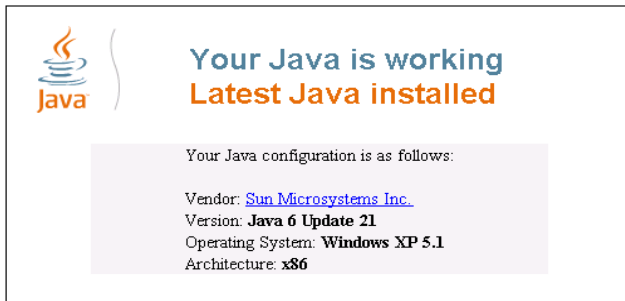 Java
Your Java is working
Latest Java installed
Your Java configuration is as follows:
Vendor: Sun Microsystems Inc.
Version: Java 6 Update 21
Operating System: Windows XP 5.1
Architecture: x86